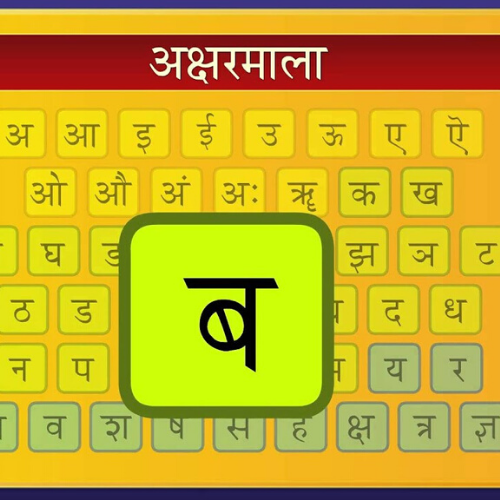 अक्षरमाला
अ आ इ ई उ ऊ ए ऎ
ओ औ अं अः ऋ क ख
घ झ ञ ट
ब
ठ ड द ध
न प य र
व श ष स ह क्ष त्र ज्ञ